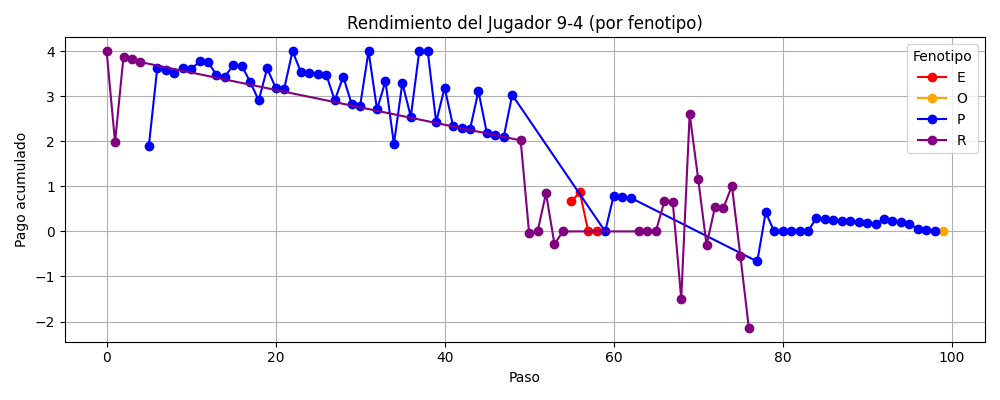 Rendimiento del Jugador 9-4 (por fenotipo)
Pago acumulado
4
3
2
1
0
−1
−2
Fenotipo
E
O
P
R
0 20 40 60 80 100
Paso